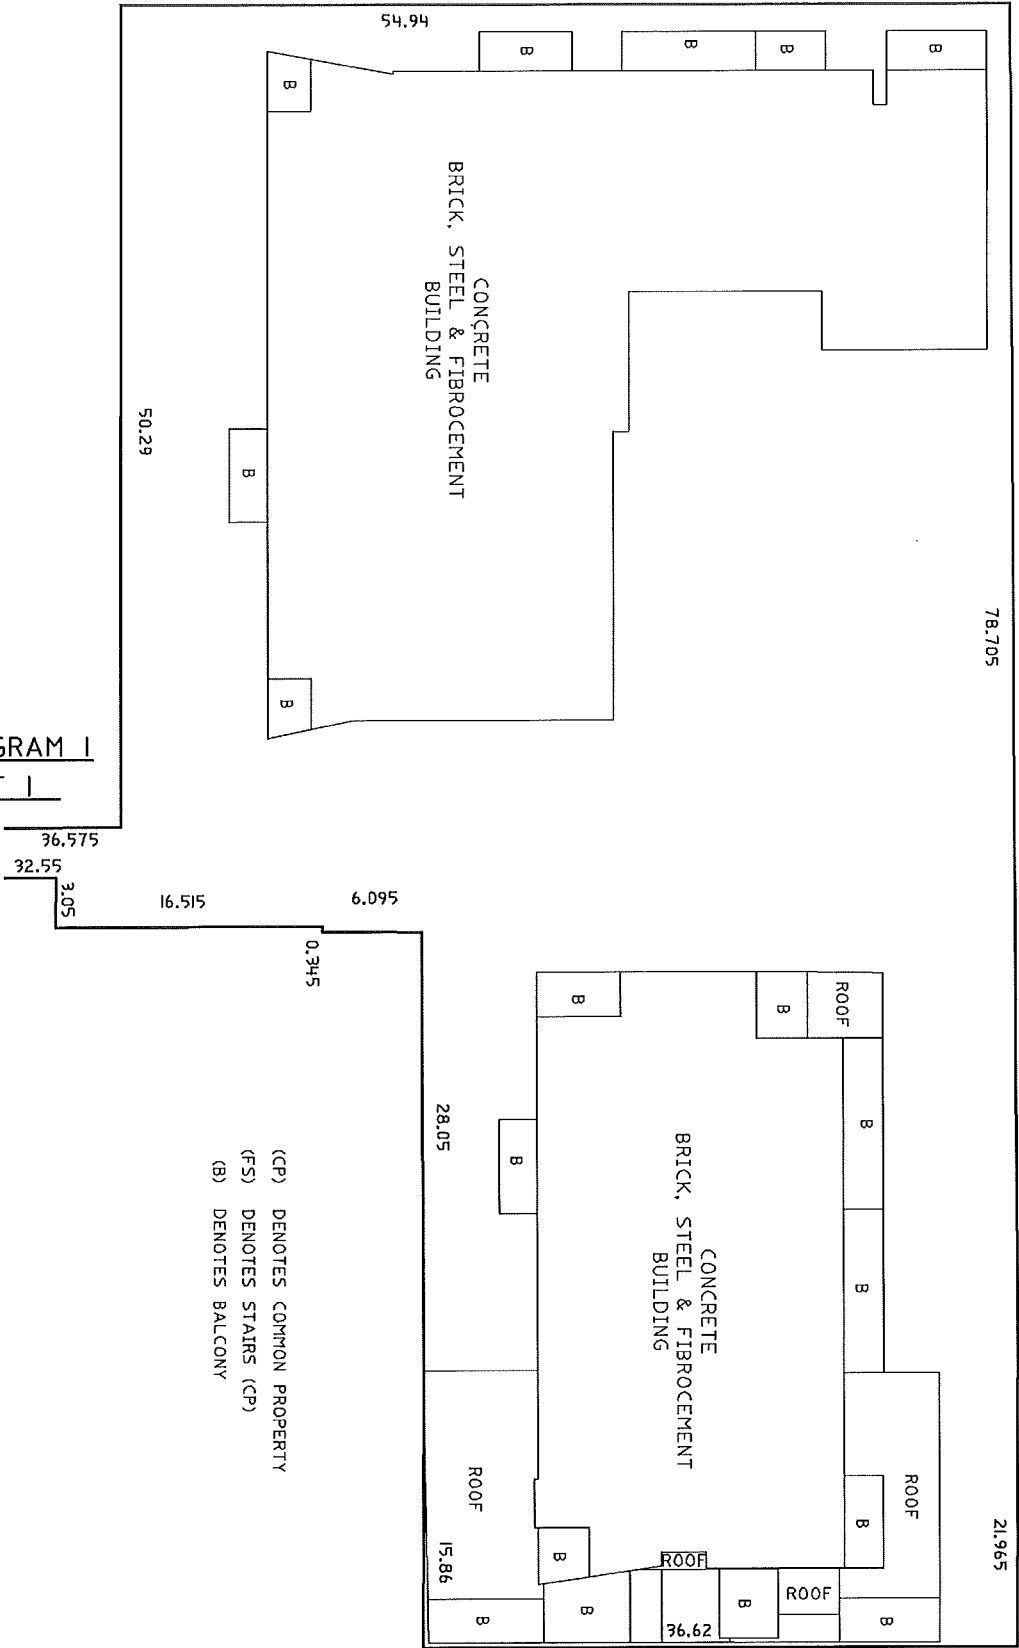 54.94
B
B
B
B
B
CONCRETE
BRICK, STEEL & FIBROCEMENT
BUILDING
50.29
B
B
78.705
GRAM 1
T 1
36.575
32.55
3.05
16.515
6.095
0.345
28.05
B
B
ROOF
B
B
B
CONCRETE
BRICK, STEEL & FIBROCEMENT
BUILDING
ROOF
B
ROOF
B
ROOF
15.86
B
B
36.62
B
ROOF
B
21.965
(CP) DENOTES COMMON PROPERTY
(FS) DENOTES STAIRS (CP)
(B) DENOTES BALCONY